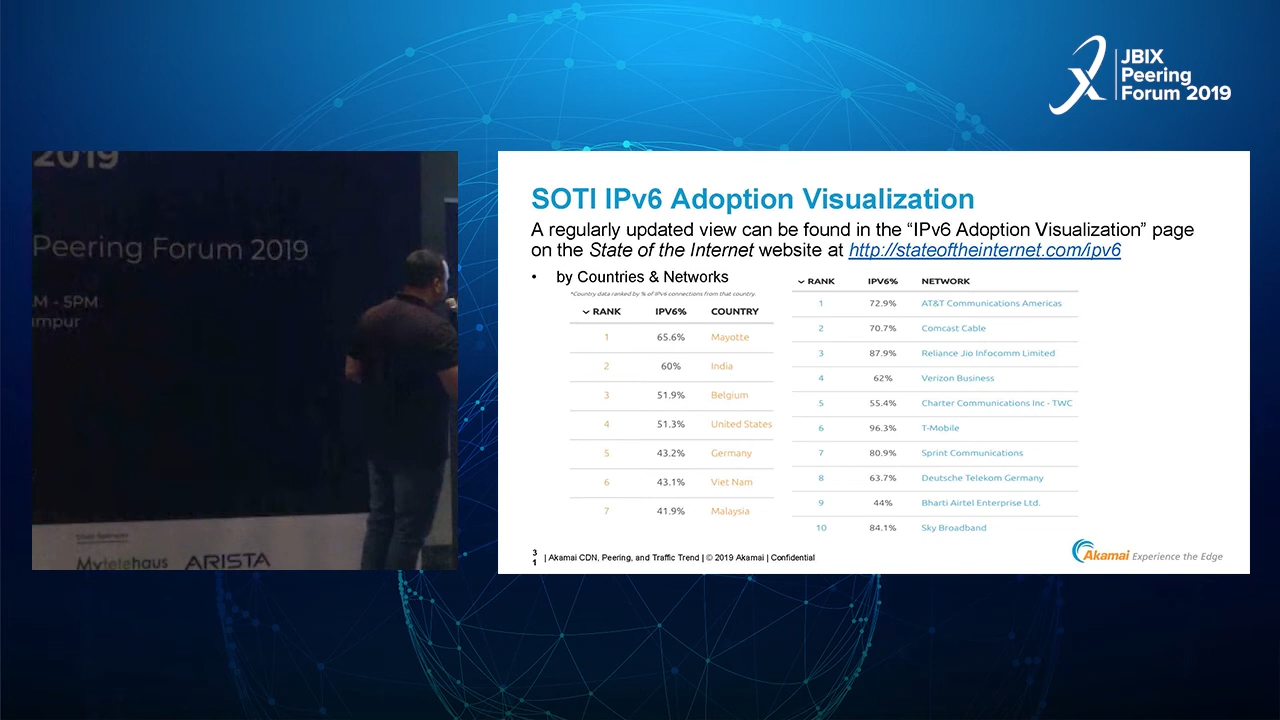 JBIX
Peering
Forum 2019
2019
Peering Forum 2019
M - 5PM
umpur
Mytelehaus ARISTA
SOTI IPv6 Adoption Visualization
A regularly updated view can be found in the “IPv6 Adoption Visualization” page
on the State of the Internet website at http://stateoftheinternet.com/ipv6
• by Countries & Networks
*Country data ranked by % of IPv6 connections from that country.
RANK IPV6% COUNTRY
1 65.6% Mayotte
2 60% India
3 51.9% Belgium
4 51.3% United States
5 43.2% Germany
6 43.1% Viet Nam
7 41.9% Malaysia
RANK IPV6% NETWORK
1 72.9% AT&T Communications Americas
2 70.7% Comcast Cable
3 87.9% Reliance Jio Infocomm Limited
4 62% Verizon Business
5 55.4% Charter Communications Inc - TWC
6 96.3% T-Mobile
7 80.9% Sprint Communications
8 63.7% Deutsche Telekom Germany
9 44% Bharti Airtel Enterprise Ltd.
10 84.1% Sky Broadband
31 | Akamai CDN, Peering, and Traffic Trend | © 2019 Akamai | Confidential
Akamai Experience the Edge